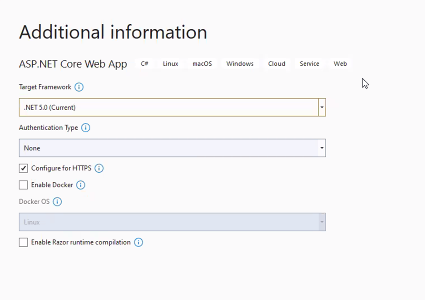 Additional information
ASP.NET Core Web App C# Linux macOS Windows Cloud Service Web
Target Framework
.NET 5.0 (Current)
Authentication Type
None
Configure for HTTPS
Enable Docker
Docker OS
Linux
Enable Razor runtime compilation